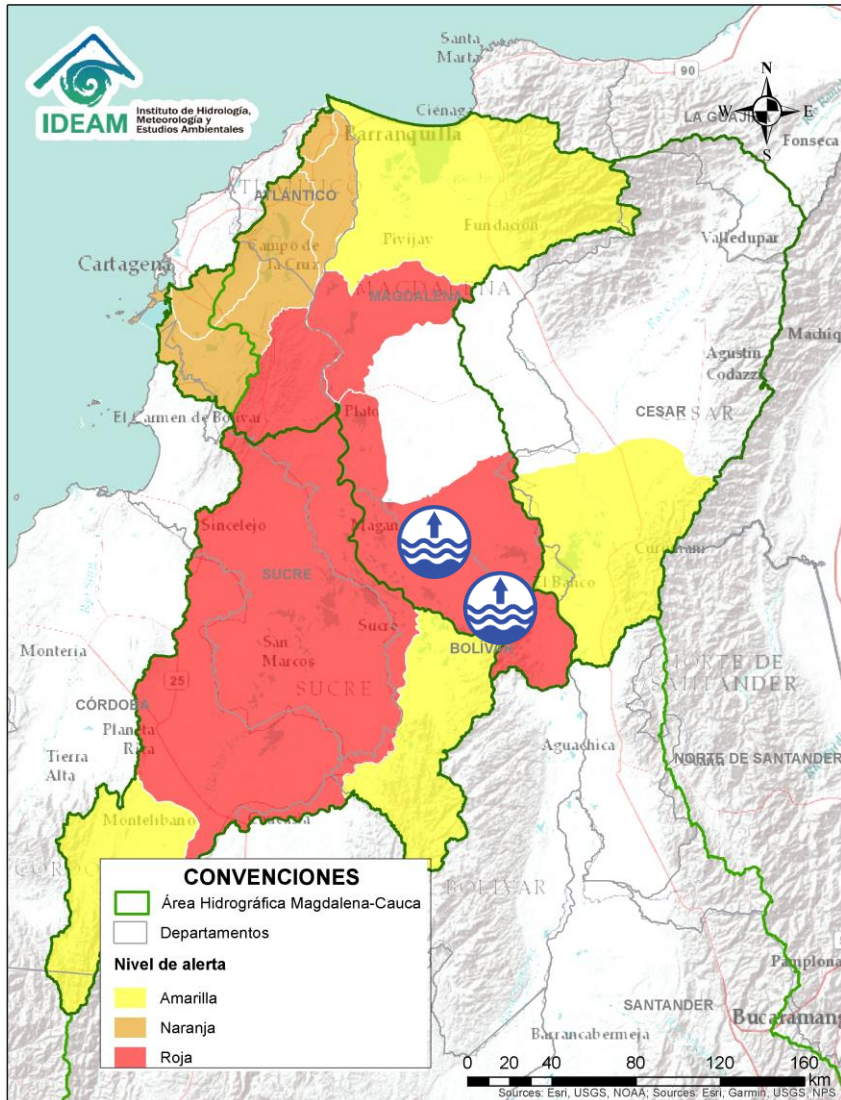 IDEAM
Instituto de Hidrología,
Meteorología y
Estudios Ambientales
Santa
Marta
90
N
W
E
S
LA GUAJI
Fonseca
Ciénaga
Barranquilla
ATLÁNTICO
Valledupar
Pivijay
Fundación
Campo de
la Cruz
Cartagena
MAGDALENA
Agustín
Codazzi
CESAR
CESAR
El Carmen de Bolívar
Plato
Sincelejo
Magan
SUCRE
El Banco
Sucre
San
Marcos
SUCRE
BOLÍVAR
Montería
25
CÓRDOBA
Planeta
Rica
Tierra
Alta
NORTE DE
SANTANDER
NORTE DE SANTANDER
Aguachica
Montelíbano
BOLÍVAR
CONVENCIONES
Área Hidrográfica Magdalena-Cauca
Departamentos
Nivel de alerta
Amarilla
Naranja
Roja
Pamplona
SANTANDER
Bucaramang
Barrancabermeja
0 20 40 80 120 160
km
Sources: Esri, USGS, NOAA; Sources: Esri, Garmin, USGS, NPS